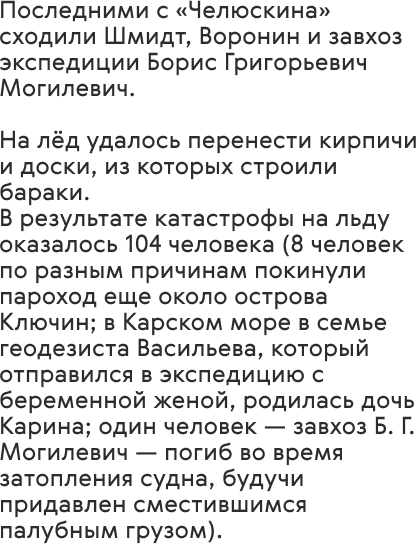 Последними с «Челюскина»
сходили Шмидт, Воронин и завхоз
экспедиции Борис Григорьевич
Могилевич.
На лёд удалось перенести кирпичи
и доски, из которых строили
бараки.
В результате катастрофы на льду
оказалось 104 человека (8 человек
по разным причинам покинули
пароход еще около острова
Ключин; в Карском море в семье
геодезиста Васильева, который
отправился в экспедицию с
беременной женой, родилась дочь
Карина; один человек — завхоз Б. Г.
Могилевич — погиб во время
затопления судна, будучи
придавлен сместившимся
палубным грузом).